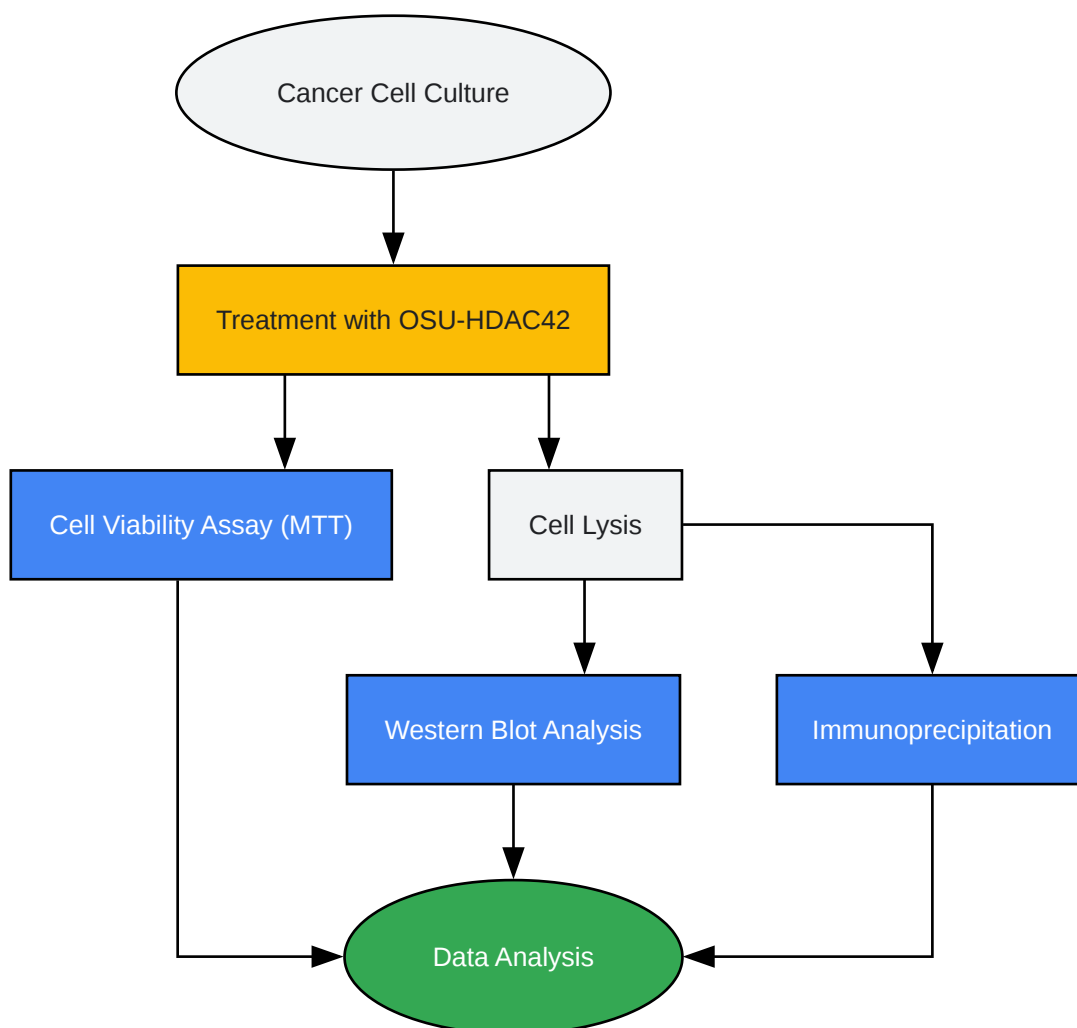 Cancer Cell Culture
Treatment with OSU-HDAC42
Cell Viability Assay (MTT)
Cell Lysis
Western Blot Analysis
Immunoprecipitation
Data Analysis